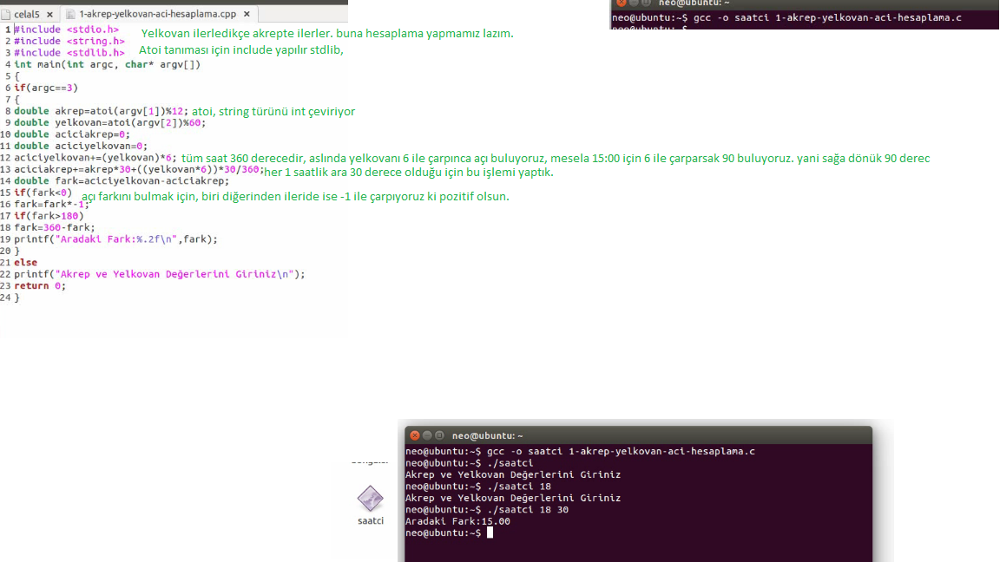 celal5 x 1-akrep-yelkovan-aci-hesaplama.cpp x
neo@ubuntu: ~
neo@ubuntu:~$ gcc -o saatci 1-akrep-yelkovan-aci-hesaplama.c
neo@ubuntu:~$
1 #include <stdio.h> Yelkovan ilerledikçe akrepte ilerler. buna hesaplama yapmamız lazım.
2 #include <string.h>
3 #include <stdlib.h> Atoi tanıması için include yapılır stdlib,
4 int main(int argc, char* argv[])
5 {
6 if(argc==3)
7 {
8 double akrep=atoi(argv[1])%12; atoi, string türünü int çeviriyor
9 double yelkovan=atoi(argv[2])%60;
10 double aciciakrep=0;
11 double aciciyelkovan=0;
12 aciciyelkovan+=(yelkovan)*6; tüm saat 360 derecedir, aslında yelkovanı 6 ile çarpınca açı buluyoruz, mesela 15:00 için 6 ile çarparsak 90 buluyoruz. yani sağa dönük 90 derec
13 aciciakrep+=akrep*30+((yelkovan*6))*30/360; her 1 saatlik ara 30 derece olduğu için bu işlemi yaptık.
14 double fark=aciciyelkovan-aciciakrep;
15 if(fark<0) açı farkını bulmak için, biri diğerinden ileride ise -1 ile çarpıyoruz ki pozitif olsun.
16 fark=fark*-1;
17 if(fark>180)
18 fark=360-fark;
19 printf("Aradaki Fark:%.2f\n",fark);
20 }
21 else
22 printf("Akrep ve Yelkovan Değerlerini Giriniz\n");
23 return 0;
24 }
saatci
neo@ubuntu: ~
neo@ubuntu:~$ gcc -o saatci 1-akrep-yelkovan-aci-hesaplama.c
neo@ubuntu:~$ ./saatci
Akrep ve Yelkovan Değerlerini Giriniz
neo@ubuntu:~$ ./saatci 18
Akrep ve Yelkovan Değerlerini Giriniz
neo@ubuntu:~$ ./saatci 18 30
Aradaki Fark:15.00
neo@ubuntu:~$